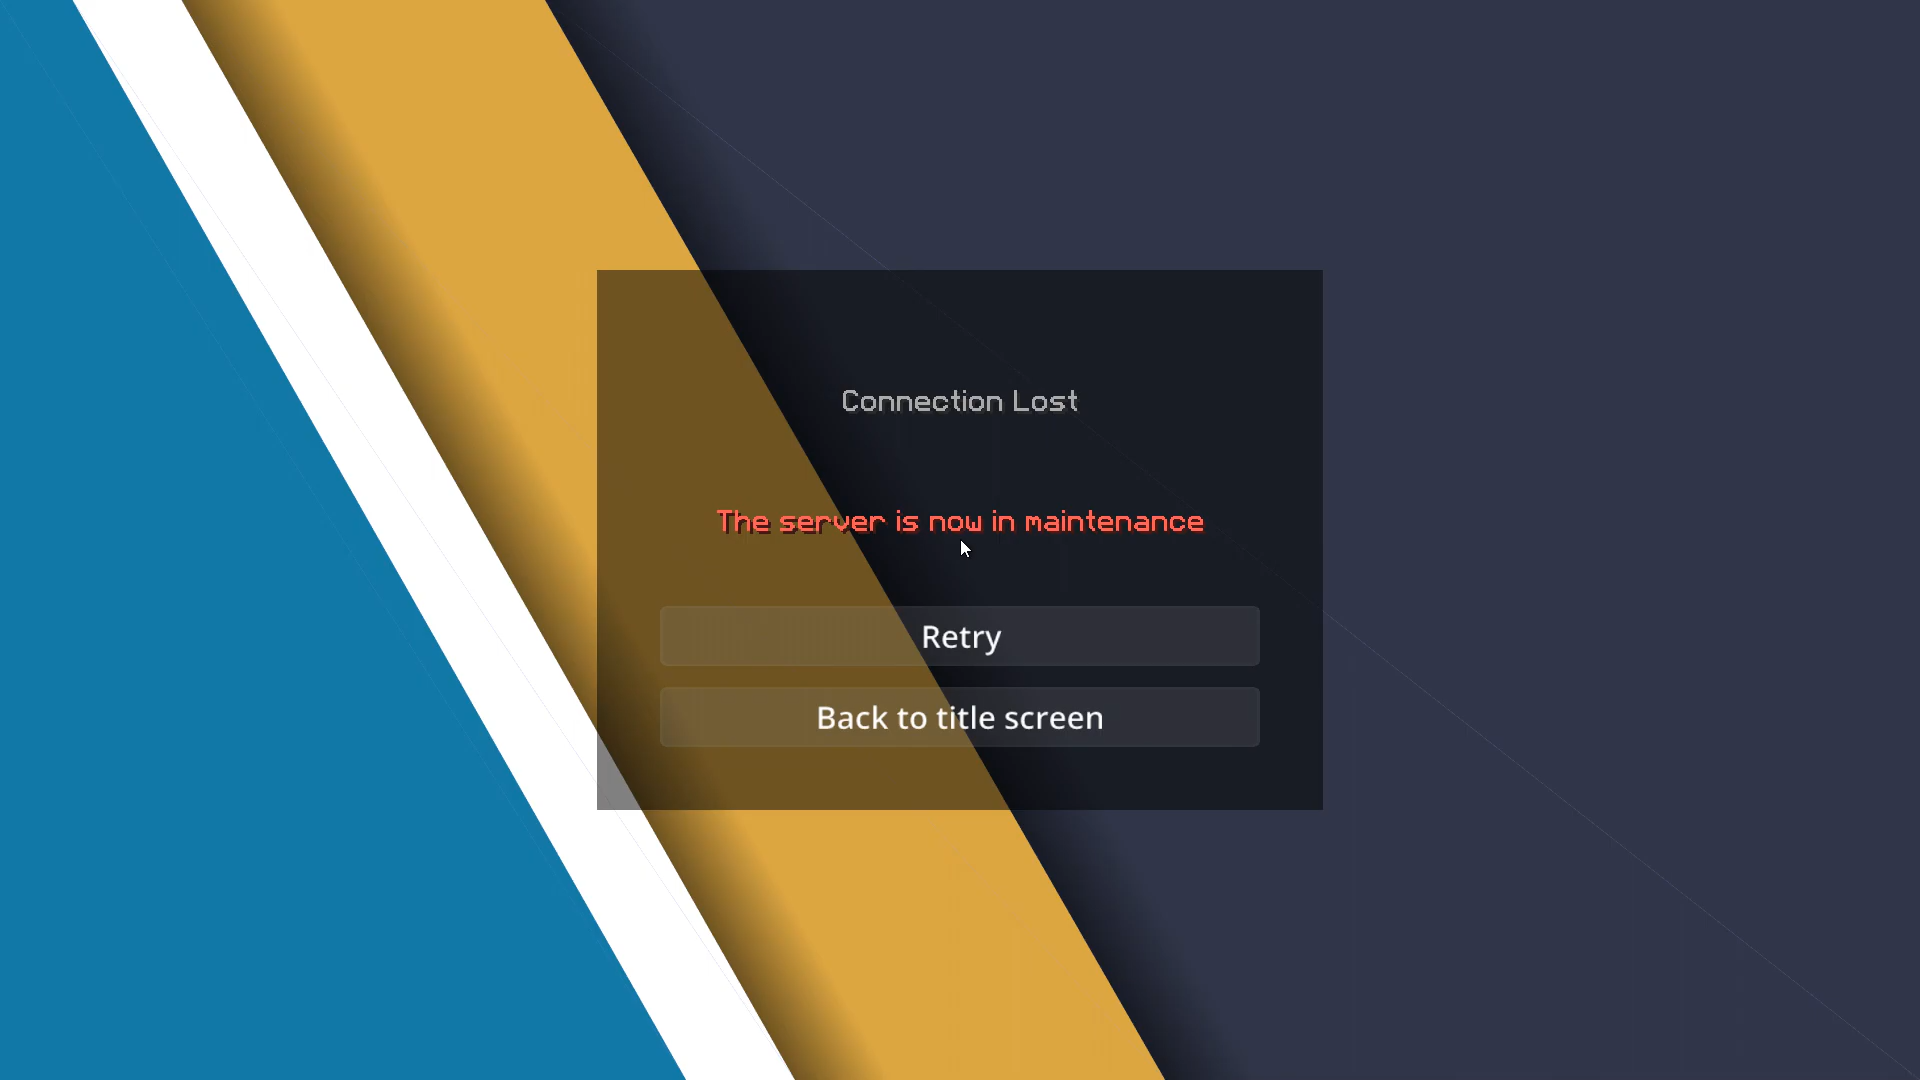 Connection Lost
The server is now in maintenance
Retry
Back to title screen